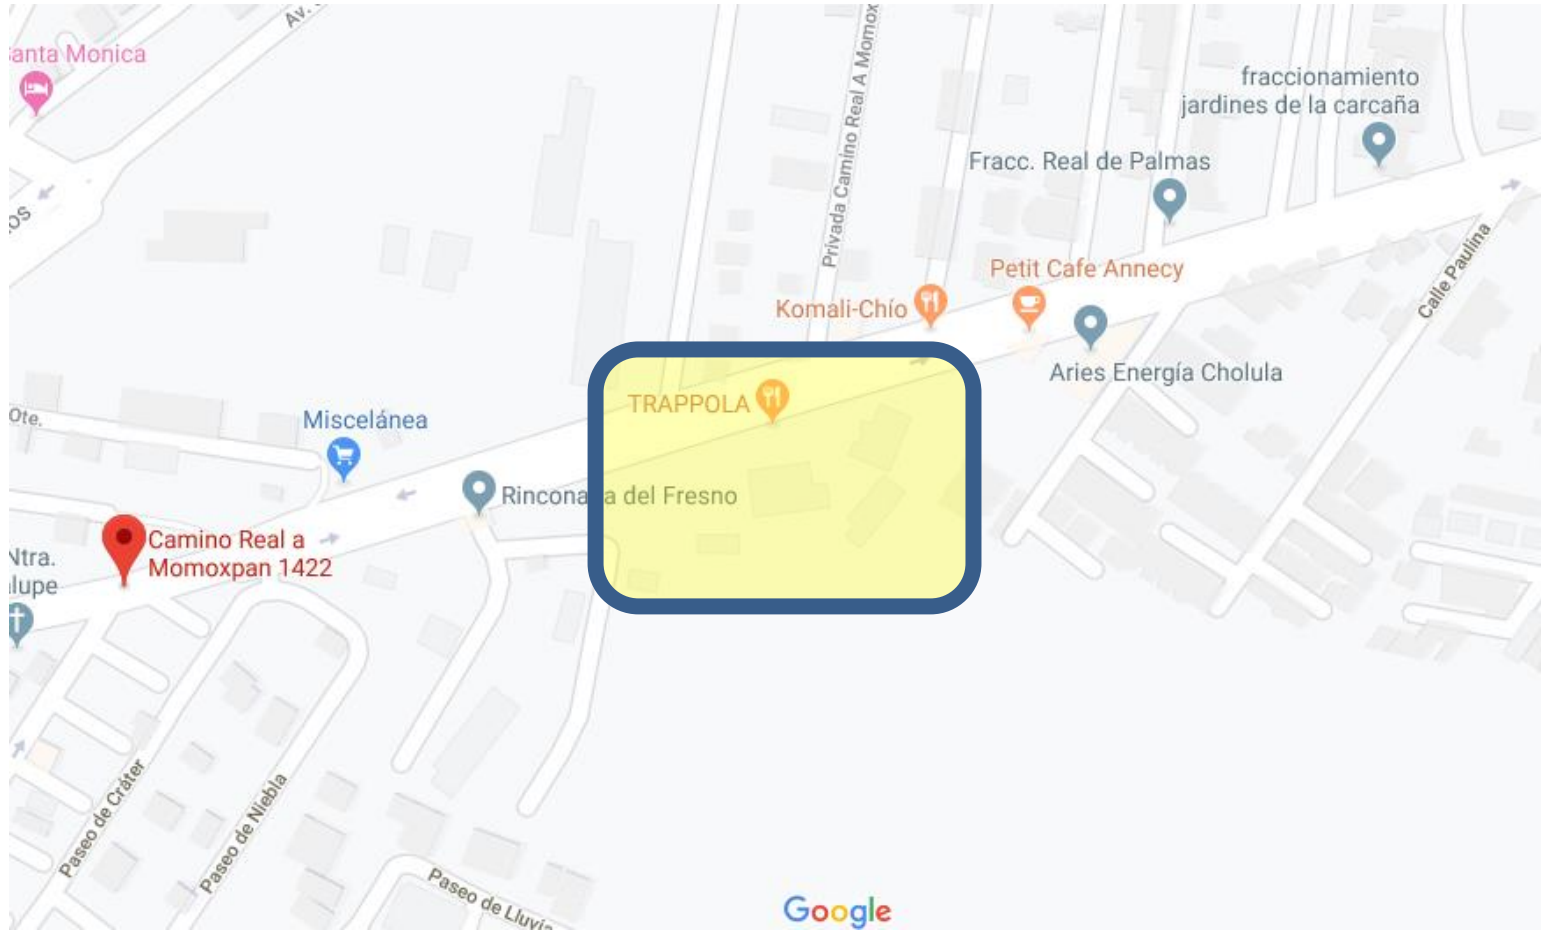 anta Monica
Av.
os
Privada Camino Real A Momox
fraccionamiento
jardines de la carcaña
Fracc. Real de Palmas
Calle Paulina
Petit Cafe Annecy
Komali-Chío
Aries Energía Cholula
TRAPPOLA
Ote.
Miscelánea
Rincona a del Fresno
Camino Real a
Momoxpan 1422
Ntra.
lupe
Paseo de Cráter
Paseo de Niebla
Paseo de Lluvia
Google